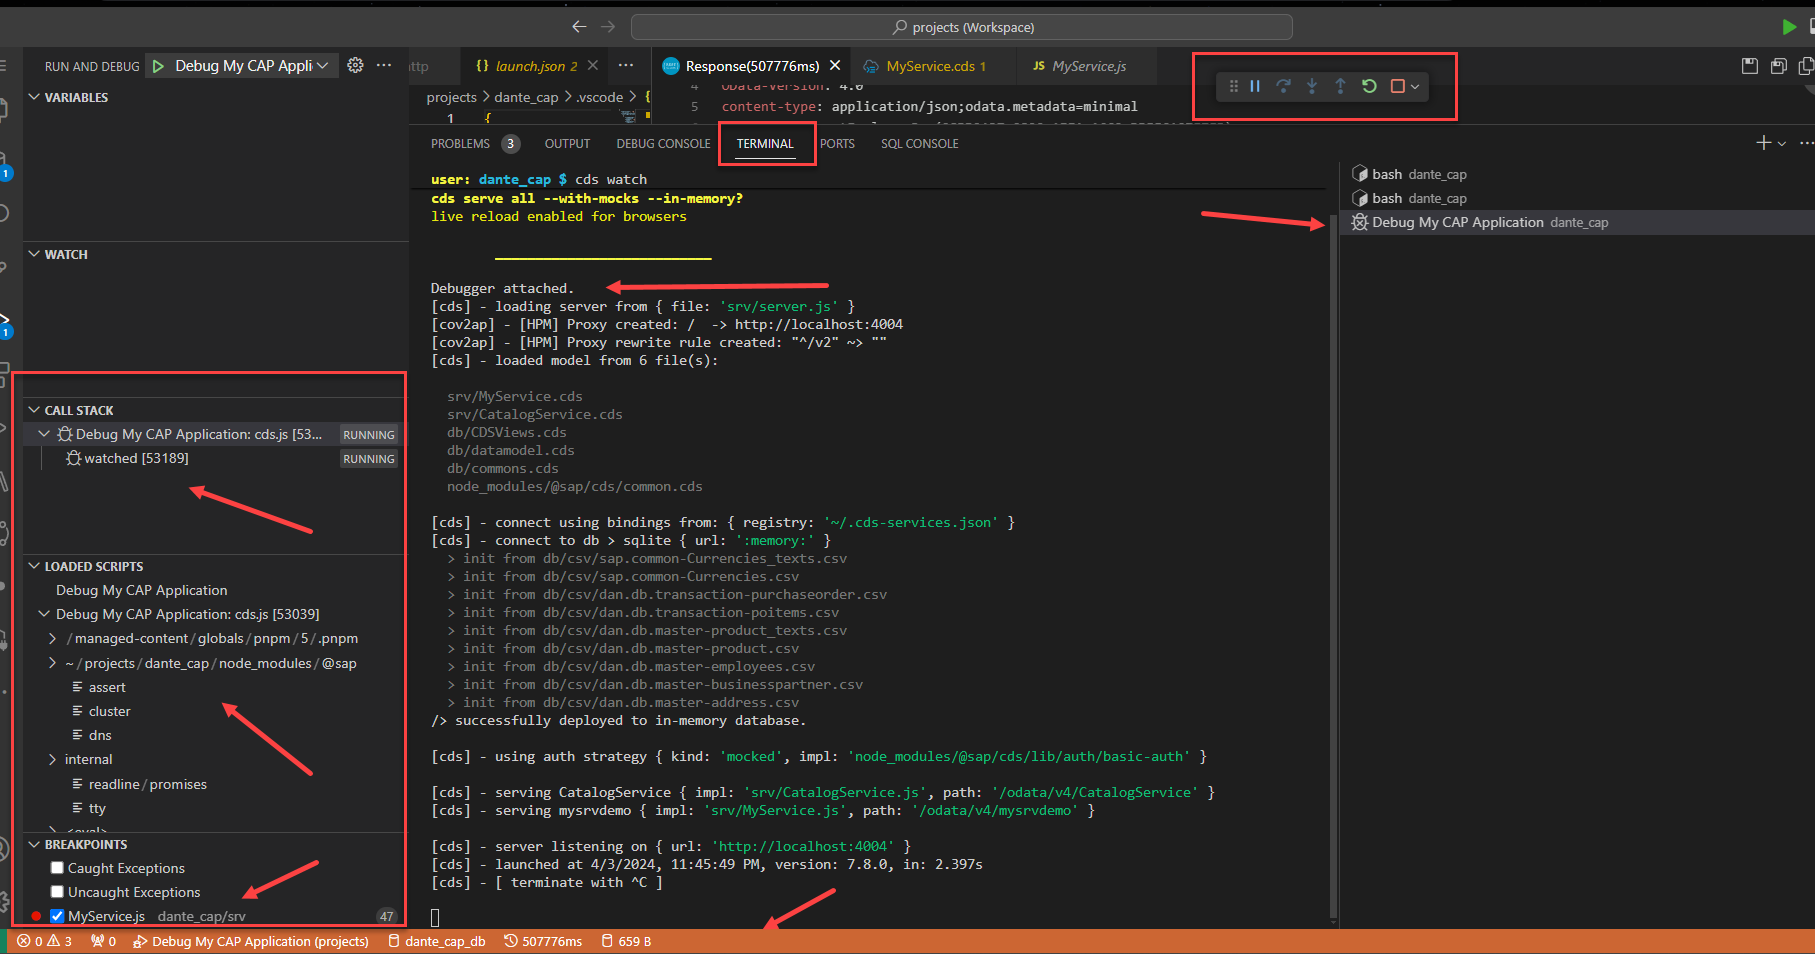 projects (Workspace)
RUN AND DEBUG
Debug My CAP Appli
launch.json 2
Response(507776ms)
MyService.cds 1
JS MyService.js
projects > dante_cap > .vscode > {
1 {
4 OData-Version: 4.0
5 content-type: application/json;odata.metadata=minimal
VARIABLES
WATCH
CALL STACK
Debug My CAP Application: cds.js [53... RUNNING
watched [53189] RUNNING
LOADED SCRIPTS
Debug My CAP Application
Debug My CAP Application: cds.js [53039]
/managed-content/globals/pnpm/5/.pnpm
~/projects/dante_cap/node_modules/@sap
assert
cluster
dns
internal
readline/promises
tty
<eval>
BREAKPOINTS
Caught Exceptions
Uncaught Exceptions
MyService.js dante_cap/srv 47
PROBLEMS 3
OUTPUT
DEBUG CONSOLE
TERMINAL
PORTS
SQL CONSOLE
user: dante_cap $ cds watch
cds serve all --with-mocks --in-memory?
live reload enabled for browsers
___________________________
Debugger attached.
[cds] - loading server from { file: 'srv/server.js' }
[cov2ap] - [HPM] Proxy created: /  -> http://localhost:4004
[cov2ap] - [HPM] Proxy rewrite rule created: "^/v2" ~> ""
[cds] - loaded model from 6 file(s):
srv/MyService.cds
srv/CatalogService.cds
db/CDSViews.cds
db/datamodel.cds
db/commons.cds
node_modules/@sap/cds/common.cds
[cds] - connect using bindings from: { registry: '~/.cds-services.json' }
[cds] - connect to db > sqlite { url: ':memory:' }
> init from db/csv/sap.common-Currencies_texts.csv
> init from db/csv/sap.common-Currencies.csv
> init from db/csv/dan.db.transaction-purchaseorder.csv
> init from db/csv/dan.db.transaction-poitems.csv
> init from db/csv/dan.db.master-product_texts.csv
> init from db/csv/dan.db.master-product.csv
> init from db/csv/dan.db.master-employees.csv
> init from db/csv/dan.db.master-businesspartner.csv
> init from db/csv/dan.db.master-address.csv
/> successfully deployed to in-memory database.
[cds] - using auth strategy { kind: 'mocked', impl: 'node_modules/@sap/cds/lib/auth/basic-auth' }
[cds] - serving CatalogService { impl: 'srv/CatalogService.js', path: '/odata/v4/CatalogService' }
[cds] - serving mysrvdemo { impl: 'srv/MyService.js', path: '/odata/v4/mysrvdemo' }
[cds] - server listening on { url: 'http://localhost:4004' }
[cds] - launched at 4/3/2024, 11:45:49 PM, version: 7.8.0, in: 2.397s
[cds] - [ terminate with ^C ]
bash dante_cap
bash dante_cap
Debug My CAP Application dante_cap
0 3 0 Debug My CAP Application (projects) dante_cap_db 507776ms 659 B